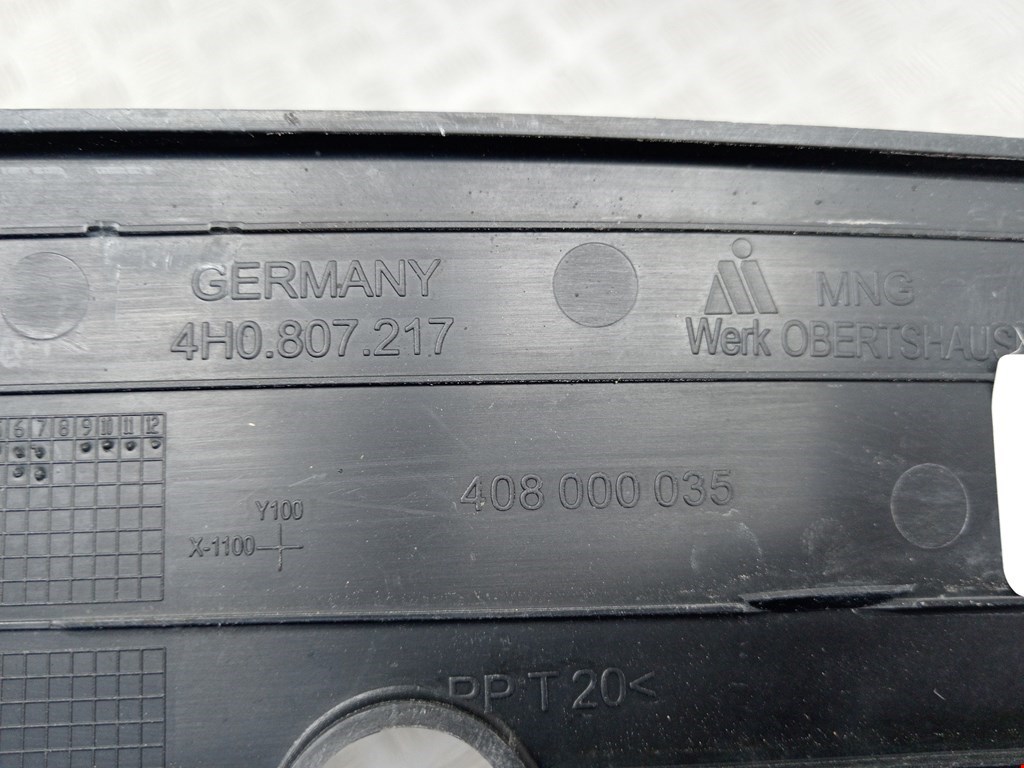 GERMANY
4H0.807.217
MNG
Werk OBERTSHAUS
6 7 8 9 10 11 12
408 000 035
Y100
X-1100
PP T 20<